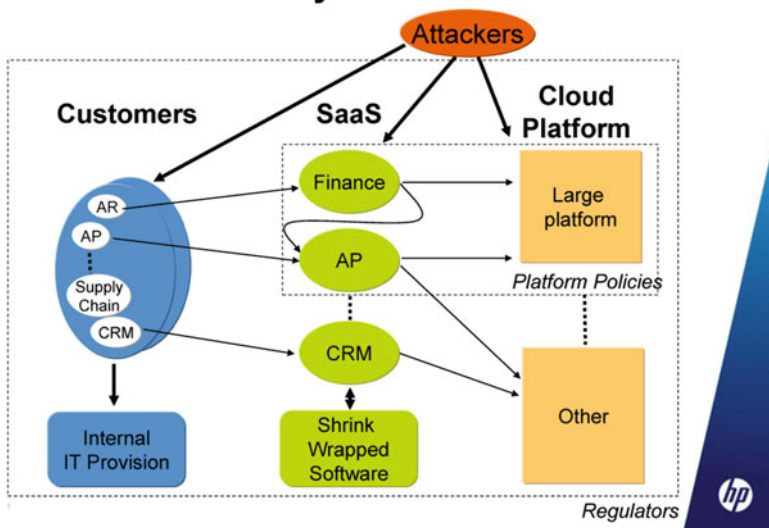 Attackers
Customers
SaaS
Cloud
Platform
AR
AP
Supply
Chain
CRM
Finance
AP
CRM
Large
platform
Platform Policies
Other
Internal
IT Provision
Shrink
Wrapped
Software
Regulators
hp